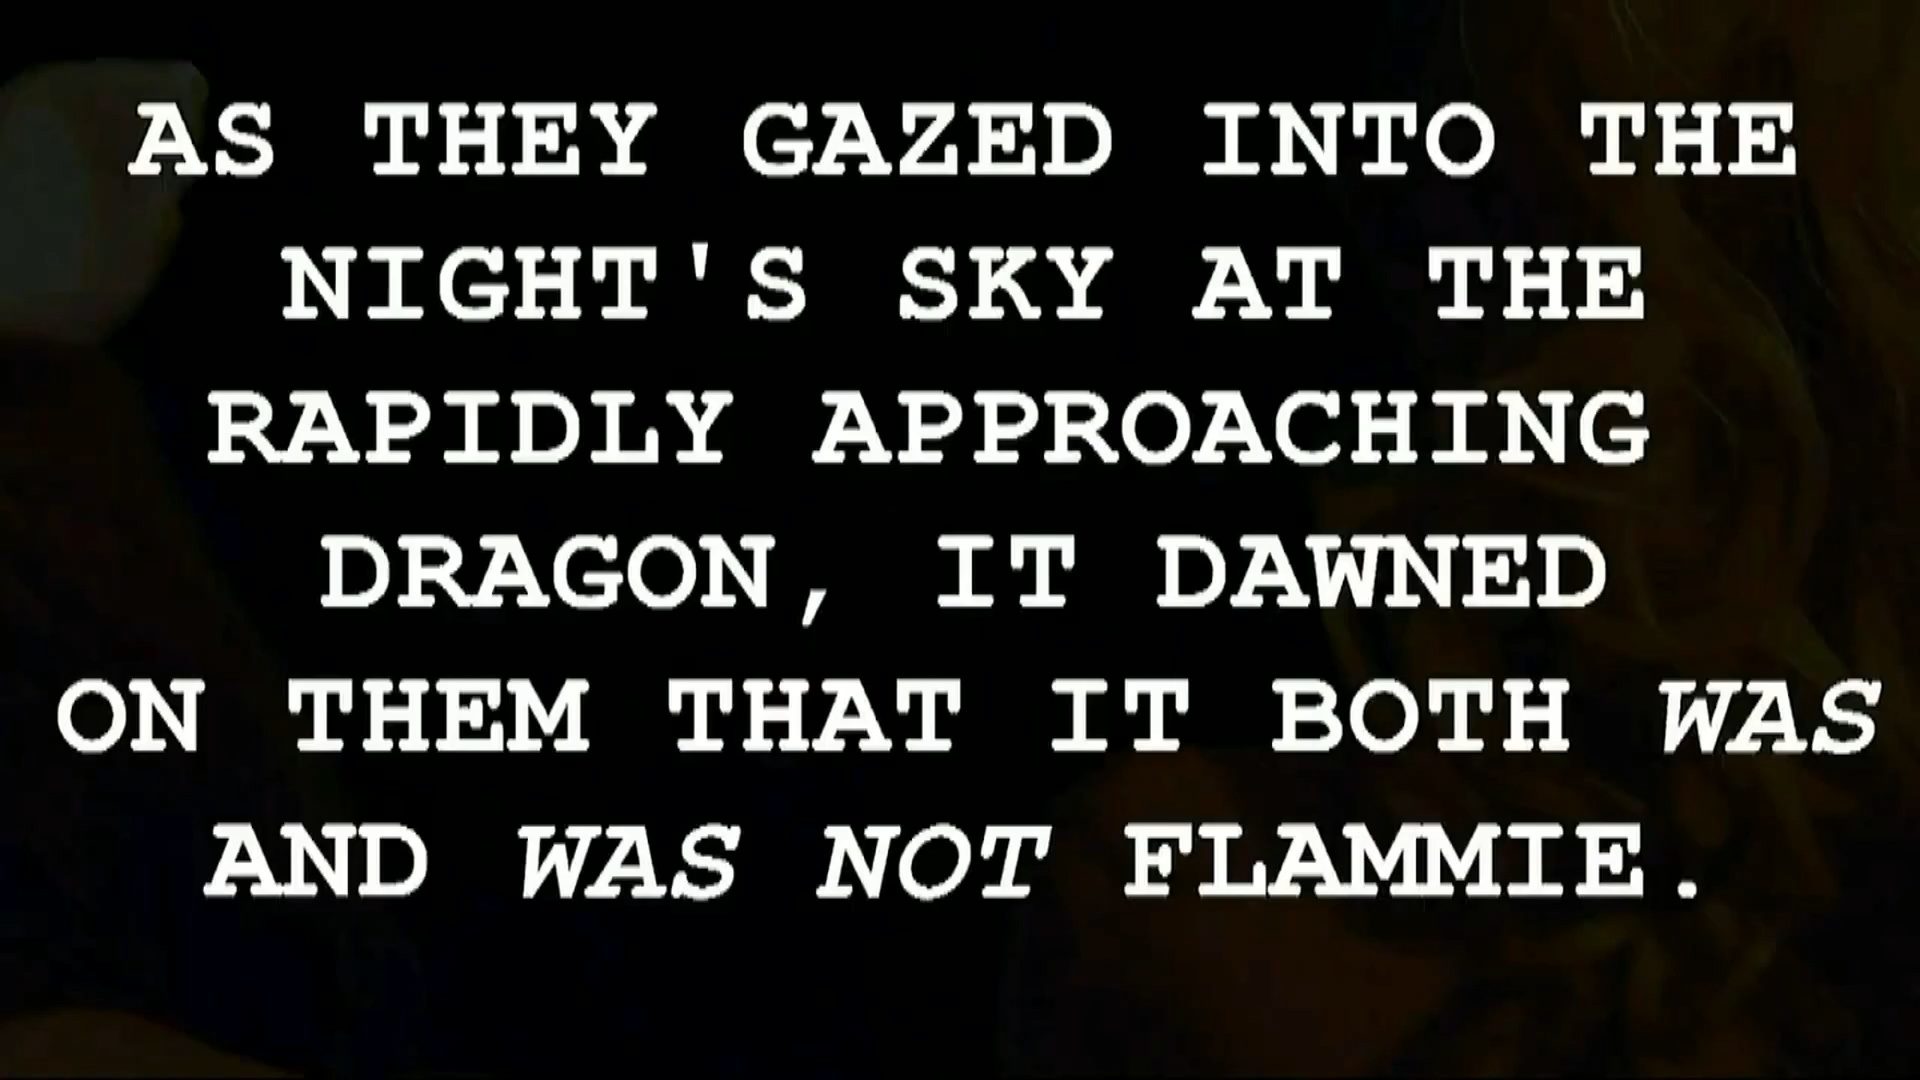 AS THEY GAZED INTO THE
NIGHT'S SKY AT THE
RAPIDLY APPROACHING
DRAGON, IT DAWNED
ON THEM THAT IT BOTH WAS
AND WAS NOT FLAMMIE.